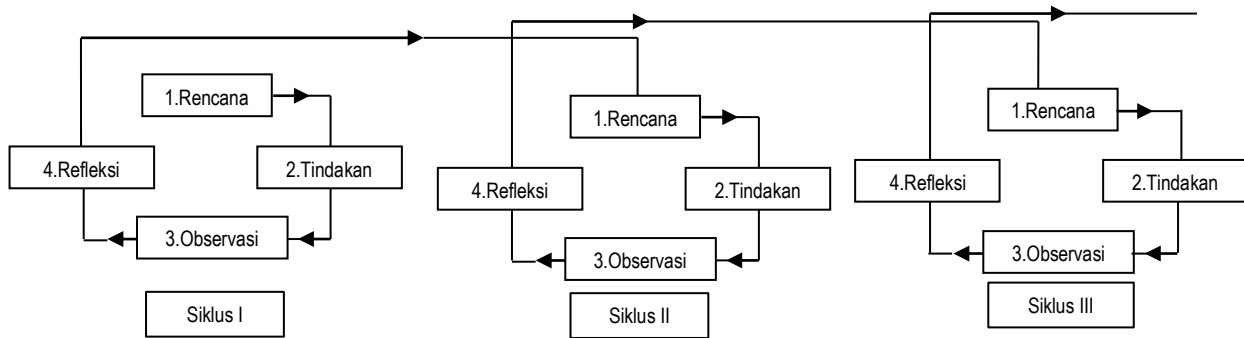 1.Rencana
4.Refleksi
2.Tindakan
3.Observasi
Siklus I
1.Rencana
4.Refleksi
2.Tindakan
3.Observasi
Siklus II
1.Rencana
4.Refleksi
2.Tindakan
3.Observasi
Siklus III